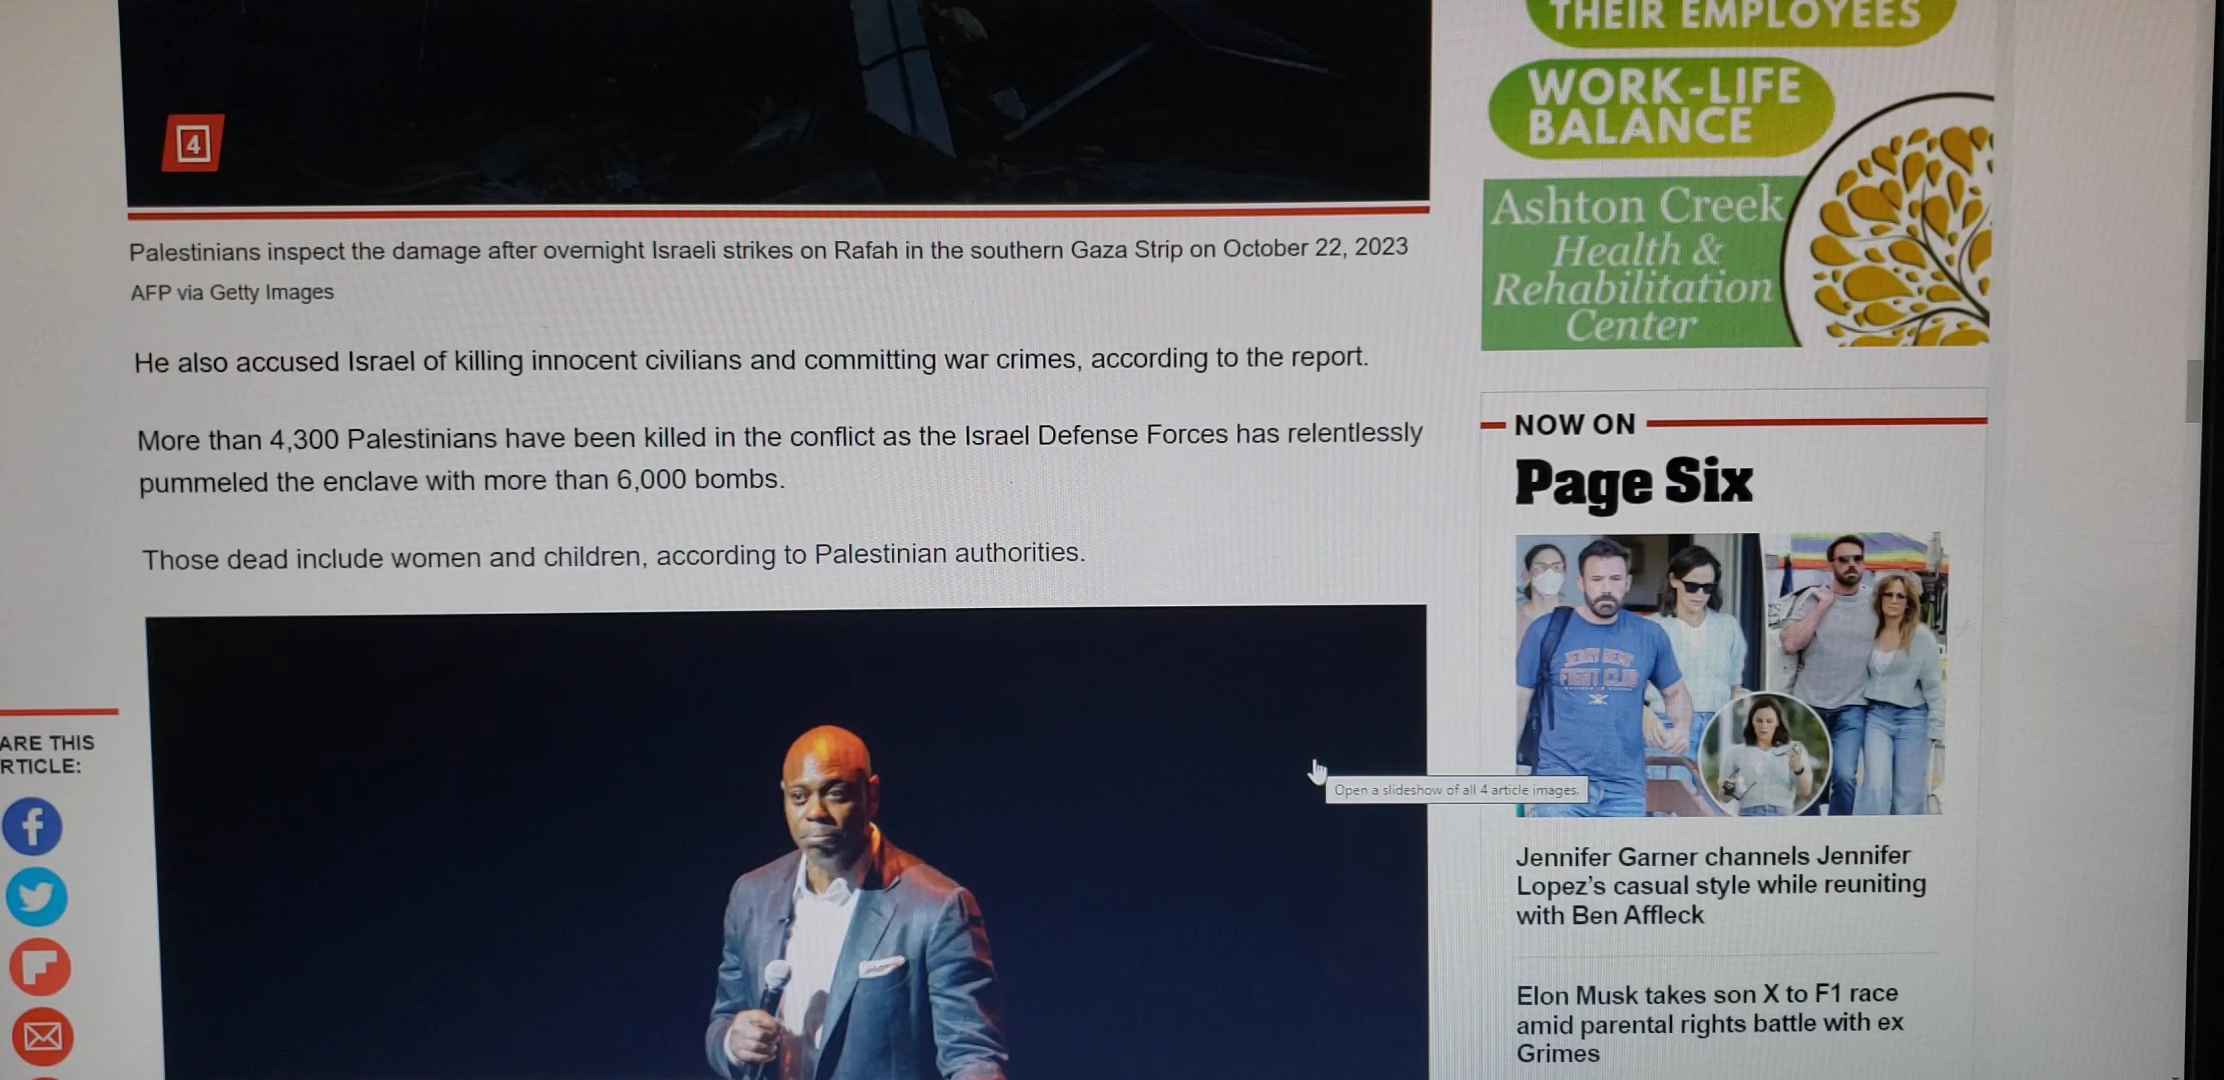 4
Palestinians inspect the damage after overnight Israeli strikes on Rafah in the southern Gaza Strip on October 22, 2023
AFP via Getty Images
He also accused Israel of killing innocent civilians and committing war crimes, according to the report.
More than 4,300 Palestinians have been killed in the conflict as the Israel Defense Forces has relentlessly
pummeled the enclave with more than 6,000 bombs.
Those dead include women and children, according to Palestinian authorities.
ARE THIS
RTICLE:
Open a slideshow of all 4 article images.
THEIR EMPLOYEES
WORK-LIFE
BALANCE
Ashton Creek
Health &
Rehabilitation
Center
NOW ON
Page Six
FIGHT CLUB
Jennifer Garner channels Jennifer
Lopez's casual style while reuniting
with Ben Affleck
Elon Musk takes son X to F1 race
amid parental rights battle with ex
Grimes